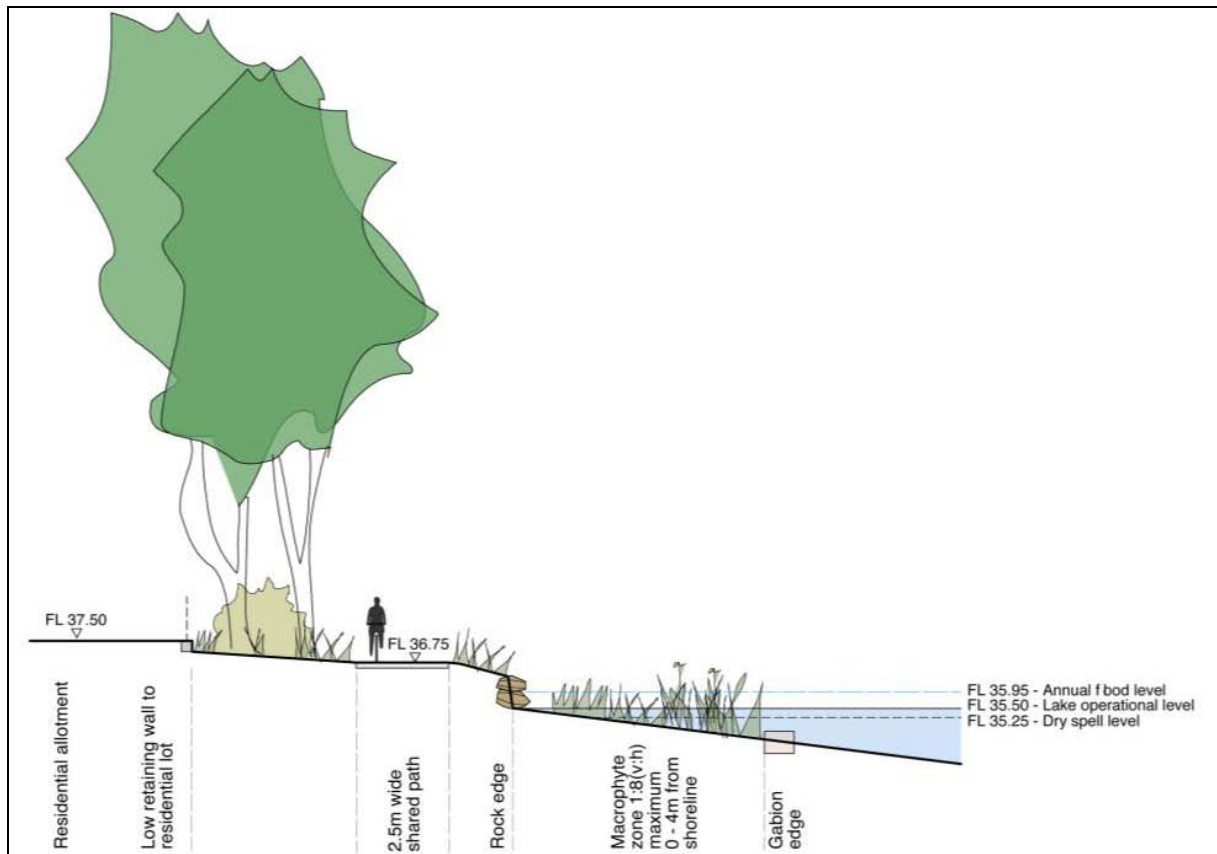 FL 37.50
FL 36.75
FL 35.95 - Annual f bod level
FL 35.50 - Lake operational level
FL 35.25 - Dry spell level
Residential allotment
Low retaining wall to
residential lot
2.5m wide
shared path
Rock edge
Macrophyte
zone 1:8(v:h)
maximum
0 - 4m from
shoreline
Gabion
edge